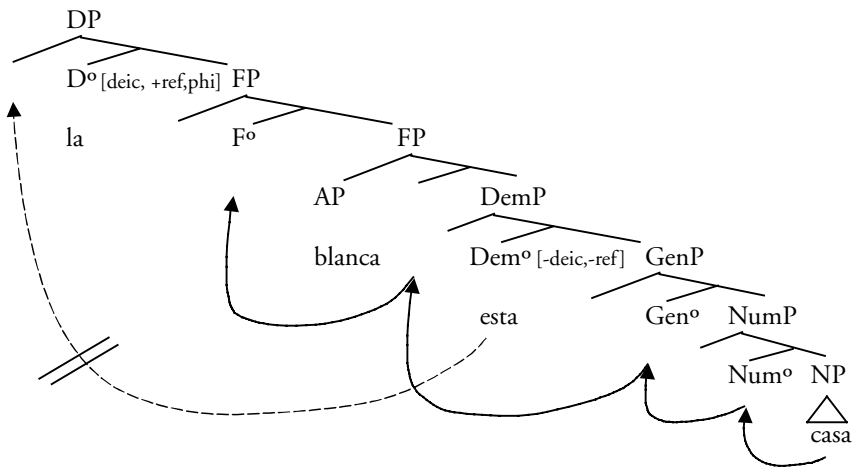 DP
Dº [deic, +ref,phi] FP
la Fº FP
AP DemP
blanca Demº [-deic,-ref] GenP
esta Genº NumP
Numº NP
casa